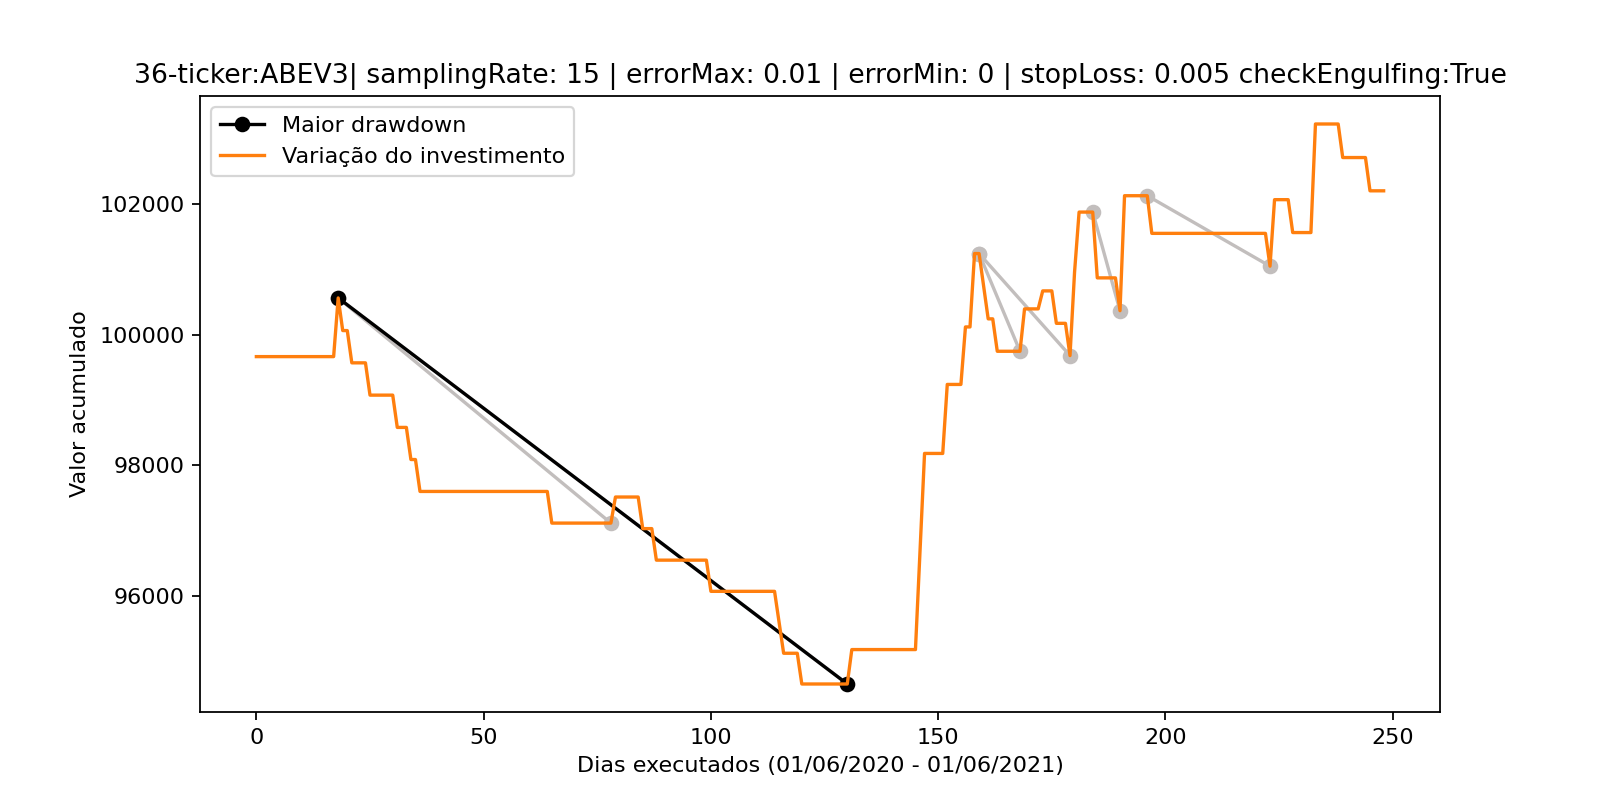 36-ticker:ABEV3| samplingRate: 15 | errorMax: 0.01 | errorMin: 0 | stopLoss: 0.005 checkEngulfing:True
Maior drawdown
Variação do investimento
Valor acumulado
102000
100000
98000
96000
0
50
100
150
200
250
Dias executados (01/06/2020 - 01/06/2021)